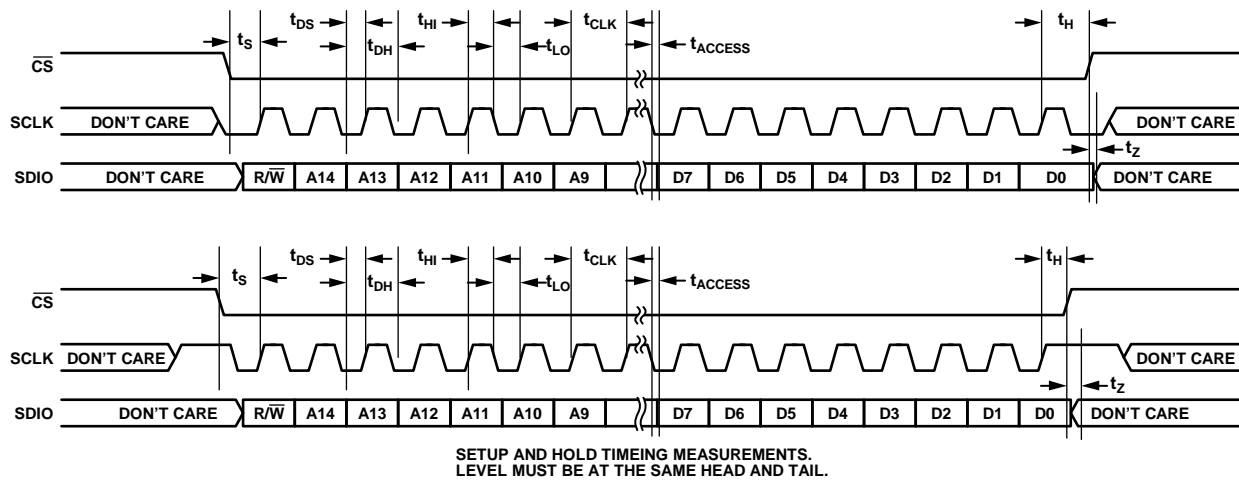 tDS tHI tCLK tH
tS tDH tLO tACCESS
CS
SCLK DON'T CARE DON'T CARE
tZ
SDIO DON'T CARE R/W A14 A13 A12 A11 A10 A9 D7 D6 D5 D4 D3 D2 D1 D0 DON'T CARE
tDS tHI tCLK tH
tS tDH tLO tACCESS
CS
SCLK DON'T CARE DON'T CARE
tZ
SDIO DON'T CARE R/W A14 A13 A12 A11 A10 A9 D7 D6 D5 D4 D3 D2 D1 D0 DON'T CARE
SETUP AND HOLD TIMEING MEASUREMENTS.
LEVEL MUST BE AT THE SAME HEAD AND TAIL.